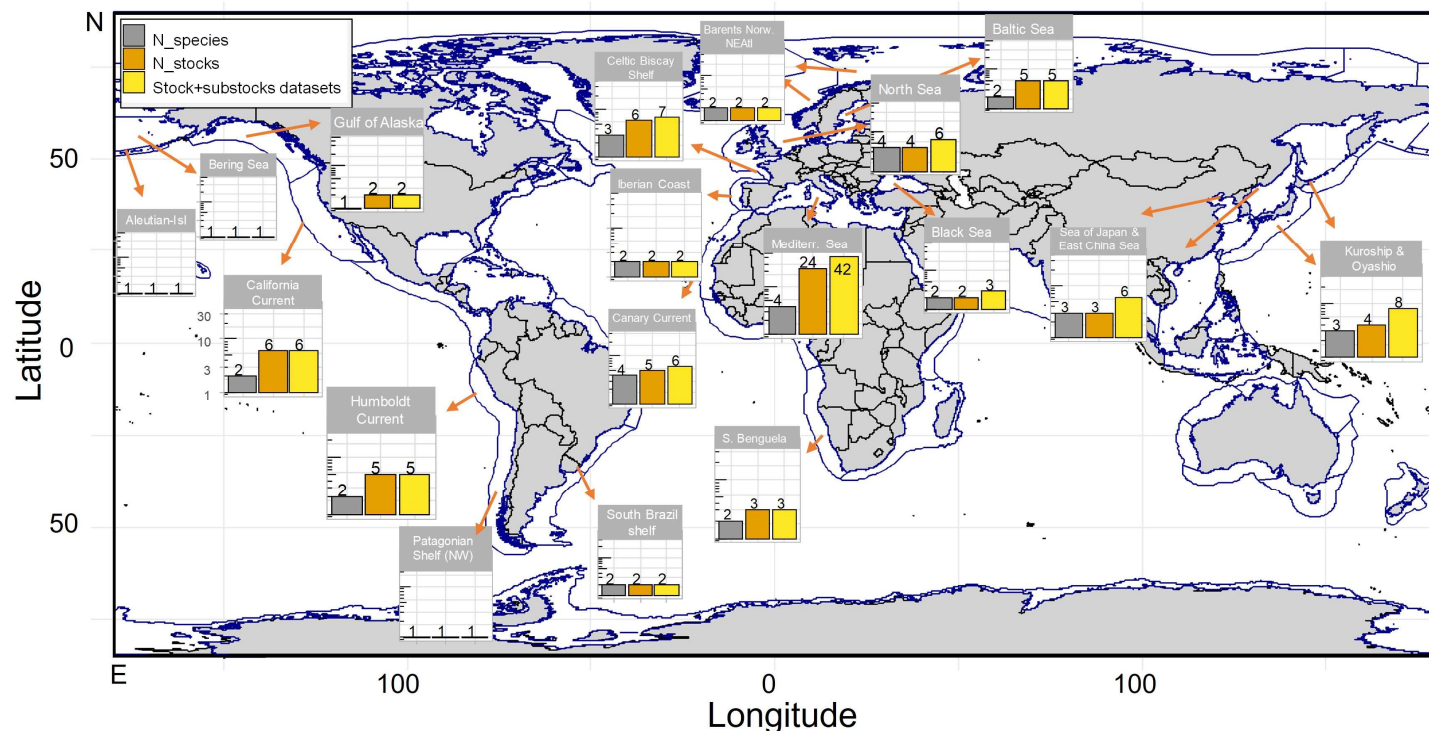 N
N_species
N_stocks
Stock+substocks datasets
Barents Norw.
NEAtl
2 2 2
Baltic Sea
2 5 5
Celtic Biscay
Shelf
3 6 7
North Sea
4 4 6
Gulf of Alaska
1 2 2
Bering Sea
1 1 1
Aleutian-Isl
1 1 1
Iberian Coast
2 2 2
Mediterr. Sea
4 24 42
Black Sea
2 2 3
Sea of Japan &
East China Sea
3 3 6
Kuroship &
Oyashio
3 4 8
California
Current
30
10
3
1
2 6 6
Canary Current
4 5 6
Humboldt
Current
2 5 5
S. Benguela
2 3 3
South Brazil
shelf
2 2 2
Patagonian
Shelf (NW)
1 1 1
50
0
50
Latitude
E
100
0
100
Longitude